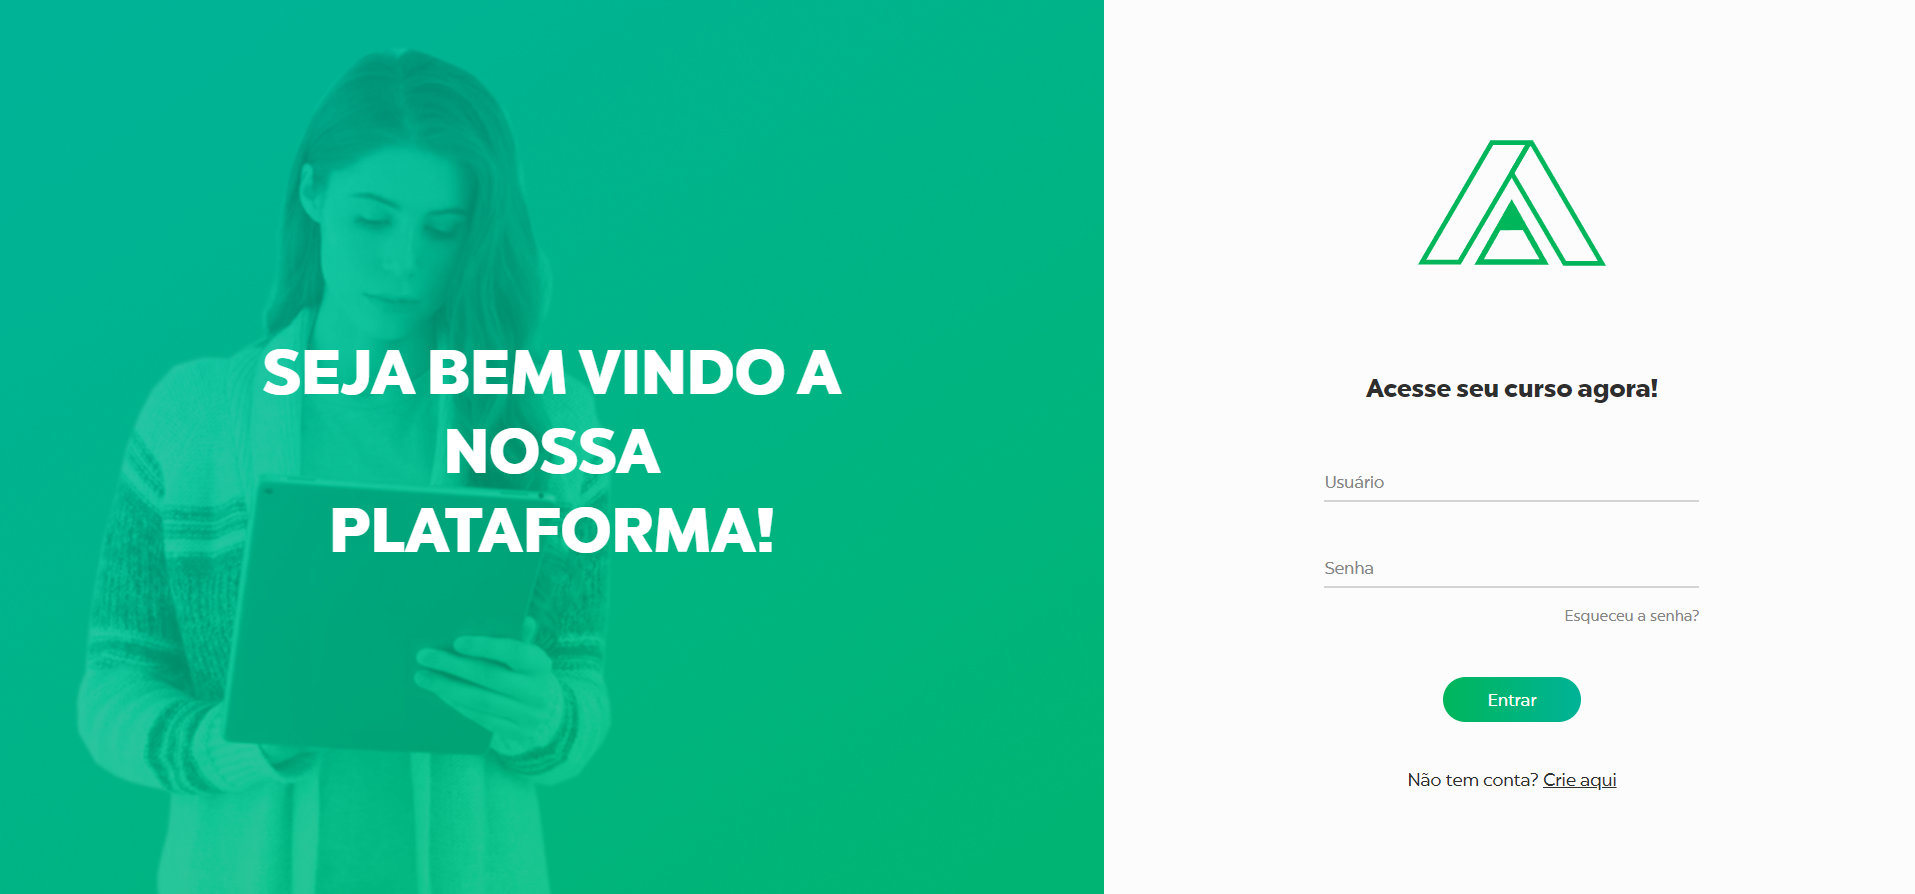 SEJA BEM VINDO A
NOSSA
PLATAFORMA!
Acesse seu curso agora!
Usuário
Senha
Esqueceu a senha?
Entrar
Não tem conta? Crie aqui